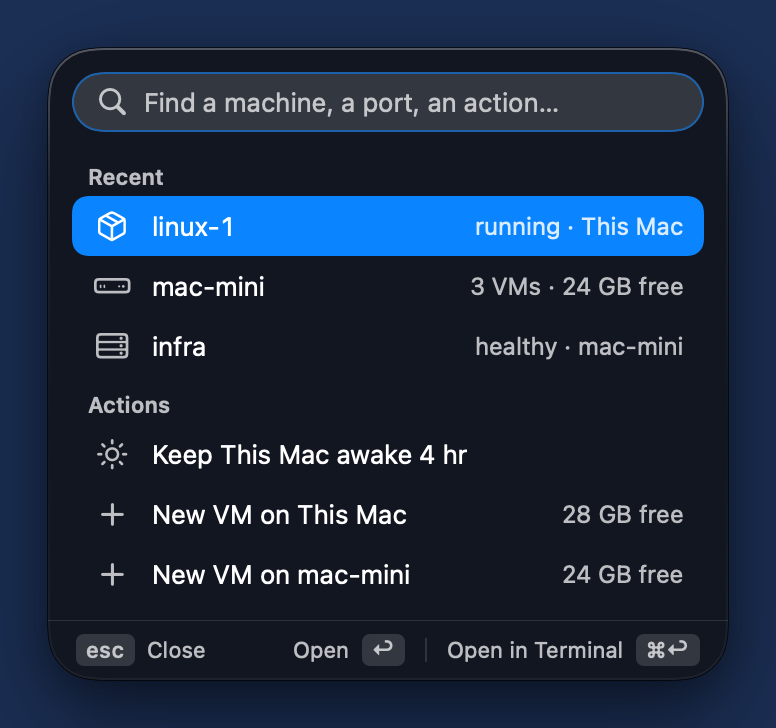 Find a machine, a port, an action...
Recent
linux-1 running · This Mac
mac-mini 3 VMs · 24 GB free
infra healthy · mac-mini
Actions
Keep This Mac awake 4 hr
New VM on This Mac 28 GB free
New VM on mac-mini 24 GB free
esc Close Open ↩ Open in Terminal ⌘↩